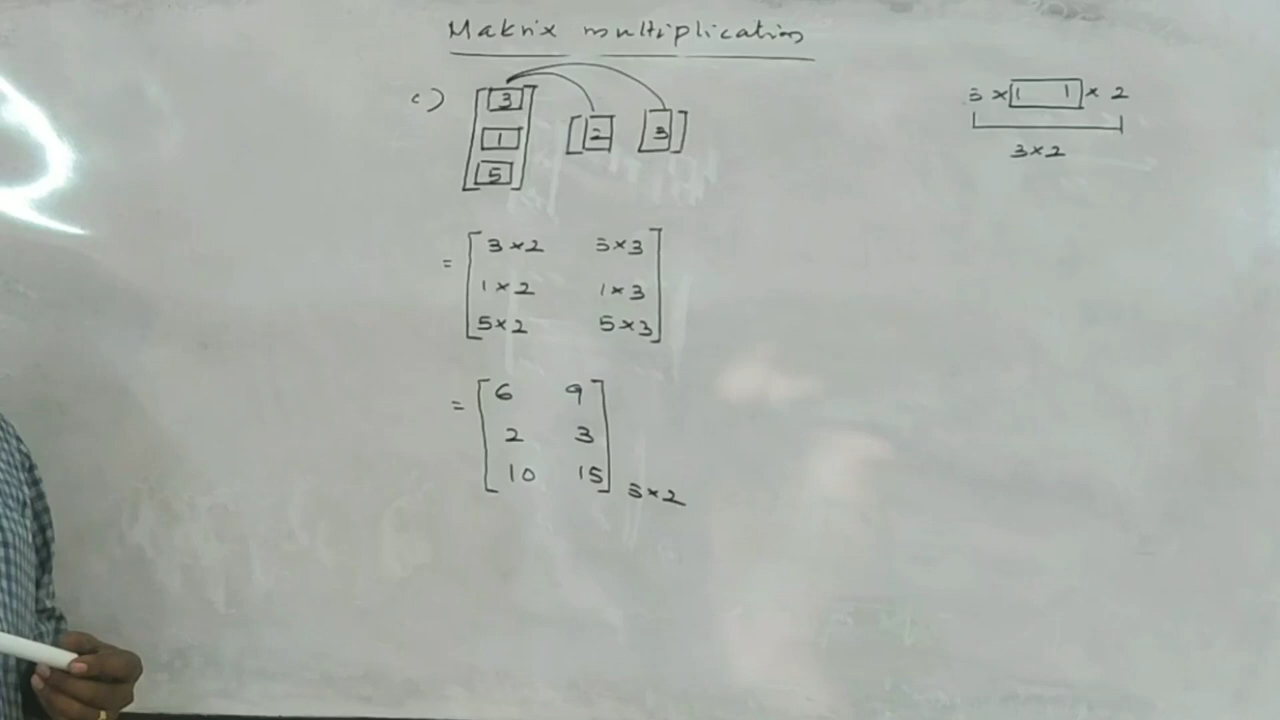 Matrix multiplication
c) [3 [2 3] 3 × 1 1 × 2
1
5] 3×2
= [3×2 3×3
1×2 1×3
5×2 5×3]
= [6 9
2 3
10 15] 3×2